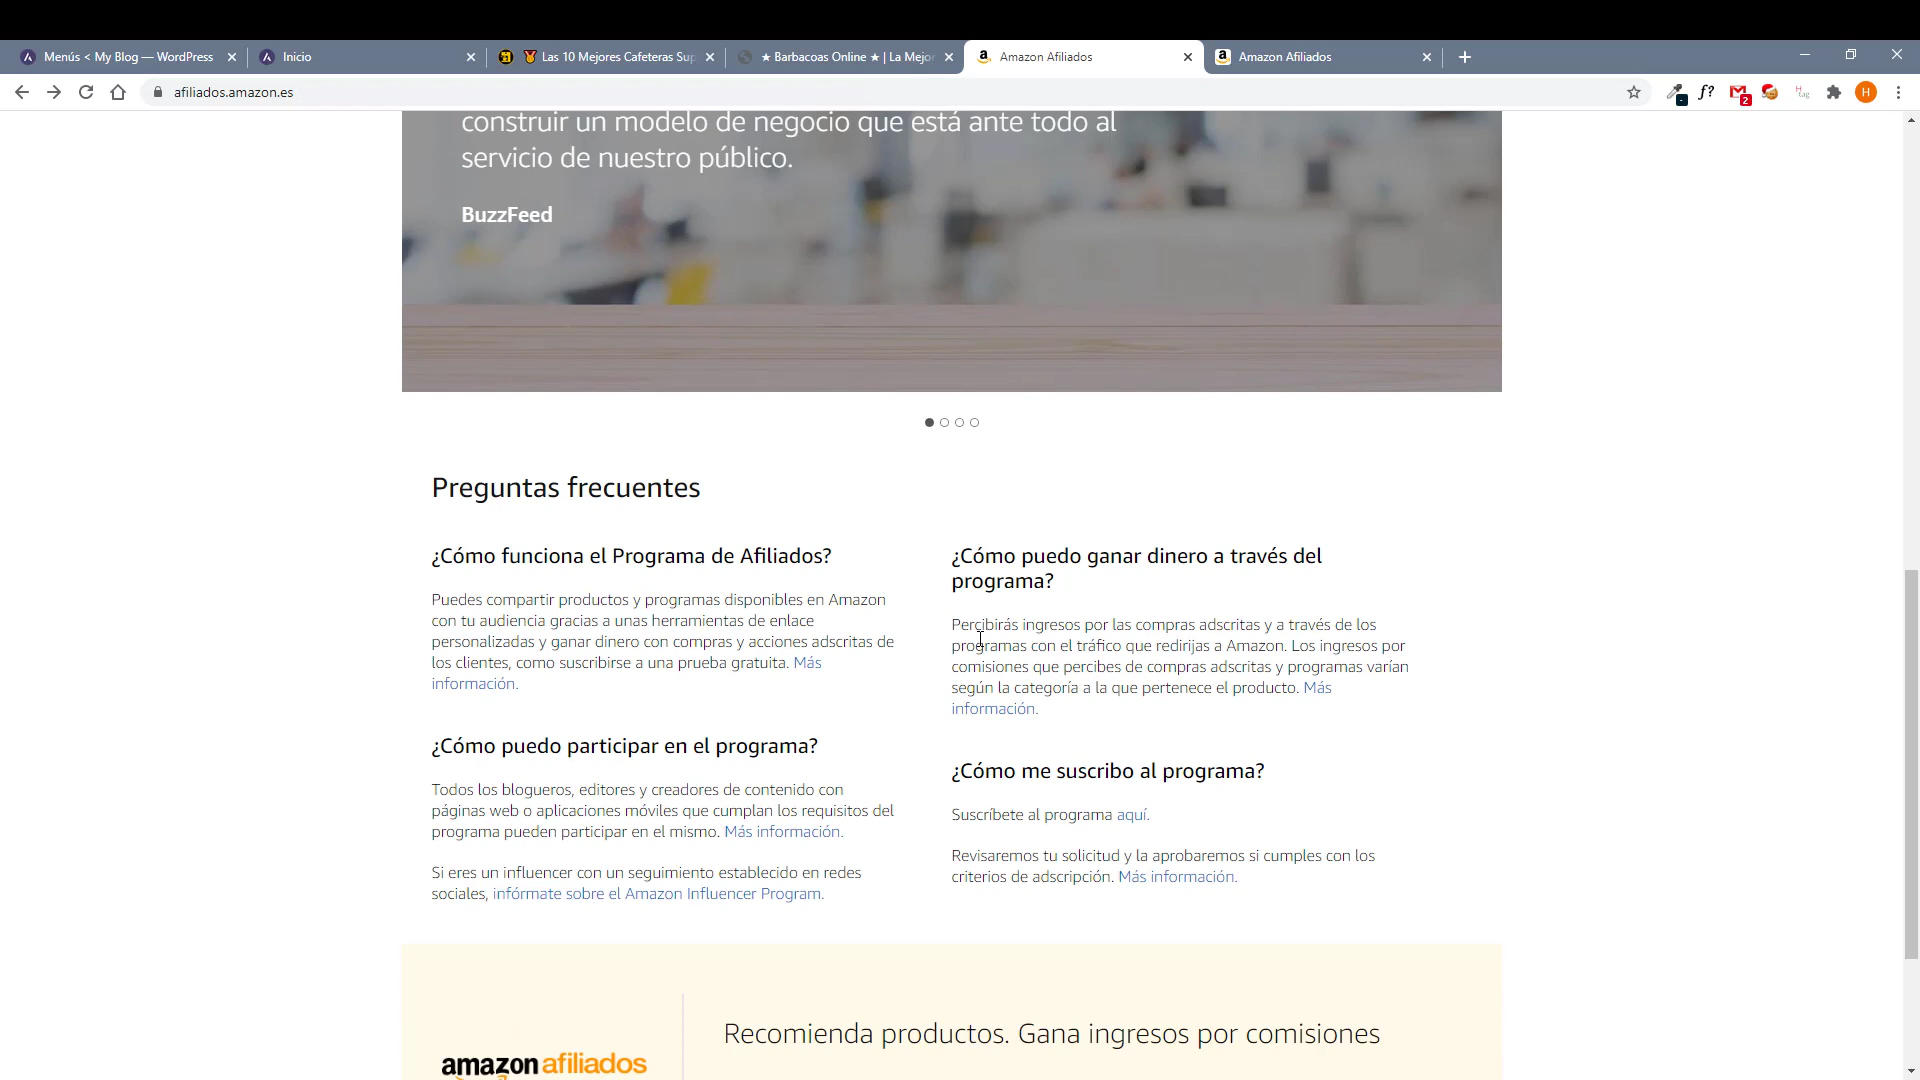 Menús < My Blog — WordPress
Inicio
Las 10 Mejores Cafeteras Sup
★ Barbacoas Online ★ | La Mejor
Amazon Afiliados
Amazon Afiliados
afiliados.amazon.es
f?
2
H
construir un modelo de negocio que está ante todo al
servicio de nuestro público.
BuzzFeed
Preguntas frecuentes
¿Cómo funciona el Programa de Afiliados?
Puedes compartir productos y programas disponibles en Amazon
con tu audiencia gracias a unas herramientas de enlace
personalizadas y ganar dinero con compras y acciones adscritas de
los clientes, como suscribirse a una prueba gratuita. Más
información.
¿Cómo puedo participar en el programa?
Todos los blogueros, editores y creadores de contenido con
páginas web o aplicaciones móviles que cumplan los requisitos del
programa pueden participar en el mismo. Más información.
Si eres un influencer con un seguimiento establecido en redes
sociales, infórmate sobre el Amazon Influencer Program.
¿Cómo puedo ganar dinero a través del
programa?
Percibirás ingresos por las compras adscritas y a través de los
programas con el tráfico que redirijas a Amazon. Los ingresos por
comisiones que percibes de compras adscritas y programas varían
según la categoría a la que pertenece el producto. Más
información.
¿Cómo me suscribo al programa?
Suscríbete al programa aquí.
Revisaremos tu solicitud y la aprobaremos si cumples con los
criterios de adscripción. Más información.
Recomienda productos. Gana ingresos por comisiones
amazon afiliados